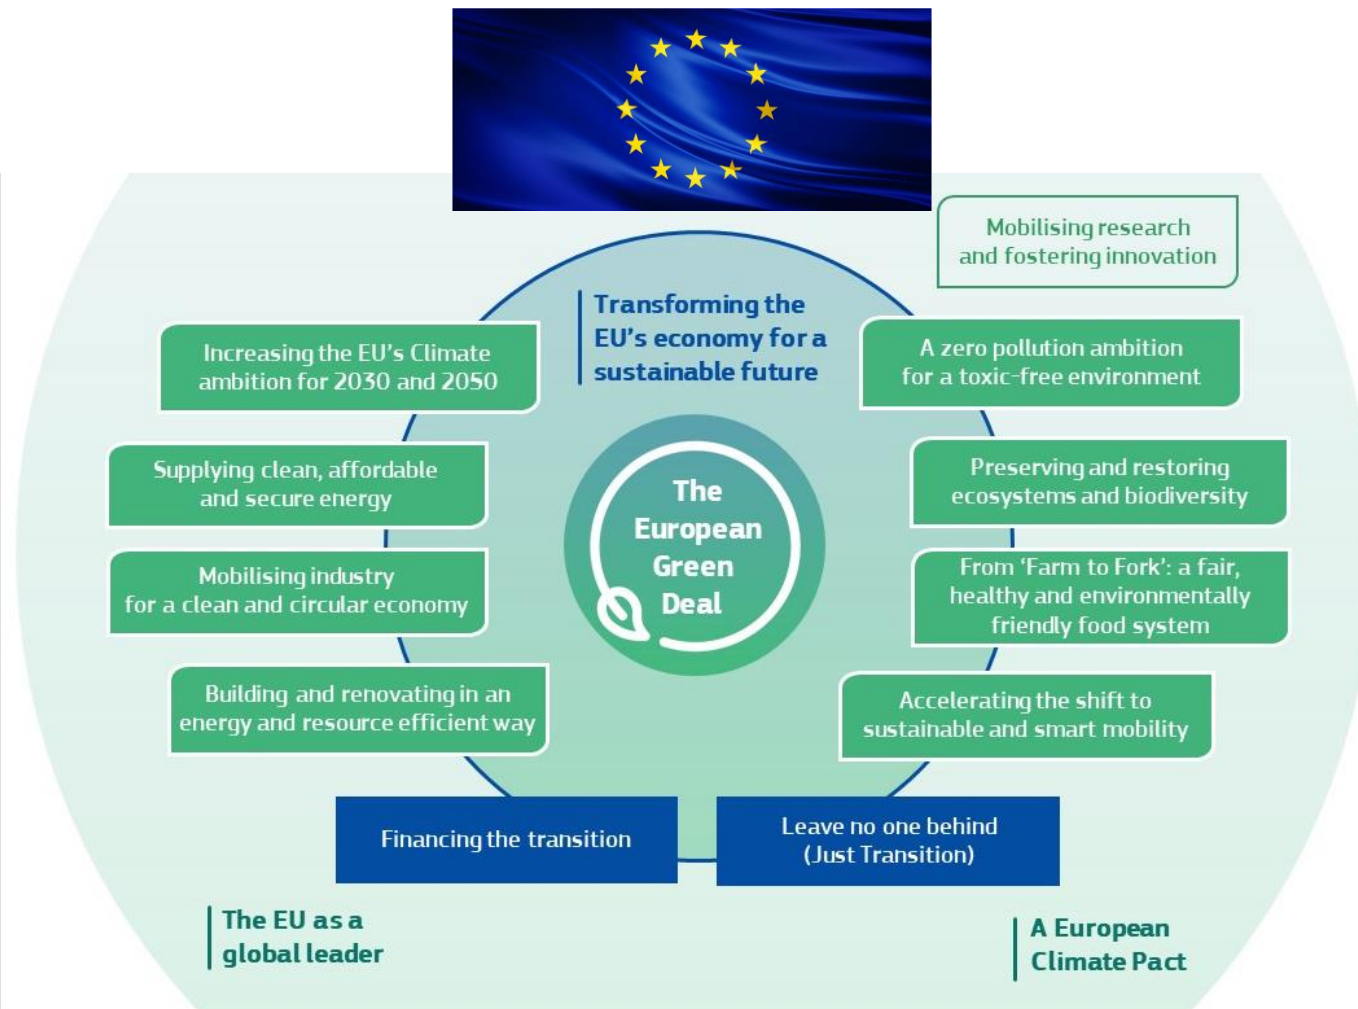 Mobilising research
and fostering innovation
Transforming the
EU's economy for a
sustainable future
Increasing the EU's Climate
ambition for 2030 and 2050
A zero pollution ambition
for a toxic-free environment
Supplying clean, affordable
and secure energy
Preserving and restoring
ecosystems and biodiversity
The
European
Green
Deal
Mobilising industry
for a clean and circular economy
From ‘Farm to Fork’: a fair,
healthy and environmentally
friendly food system
Building and renovating in an
energy and resource efficient way
Accelerating the shift to
sustainable and smart mobility
Financing the transition
Leave no one behind
(Just Transition)
The EU as a
global leader
A European
Climate Pact